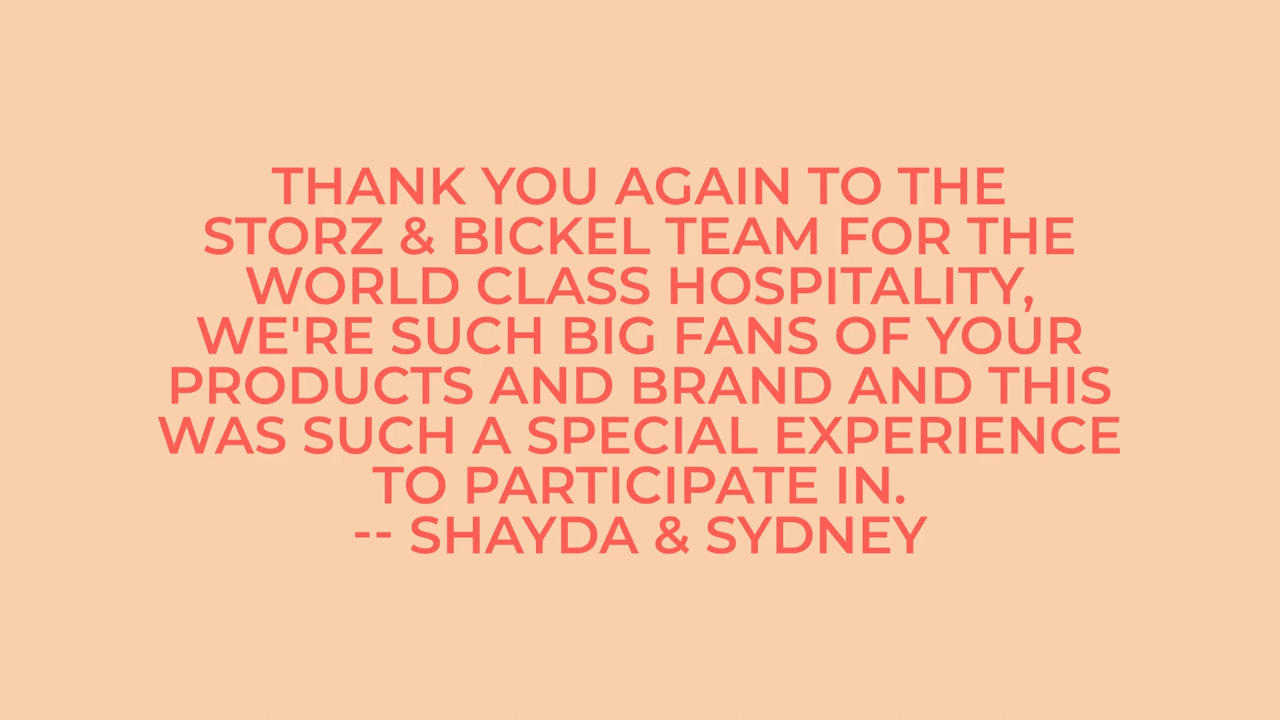 THANK YOU AGAIN TO THE
STORZ & BICKEL TEAM FOR THE
WORLD CLASS HOSPITALITY,
WE'RE SUCH BIG FANS OF YOUR
PRODUCTS AND BRAND AND THIS
WAS SUCH A SPECIAL EXPERIENCE
TO PARTICIPATE IN.
-- SHAYDA & SYDNEY